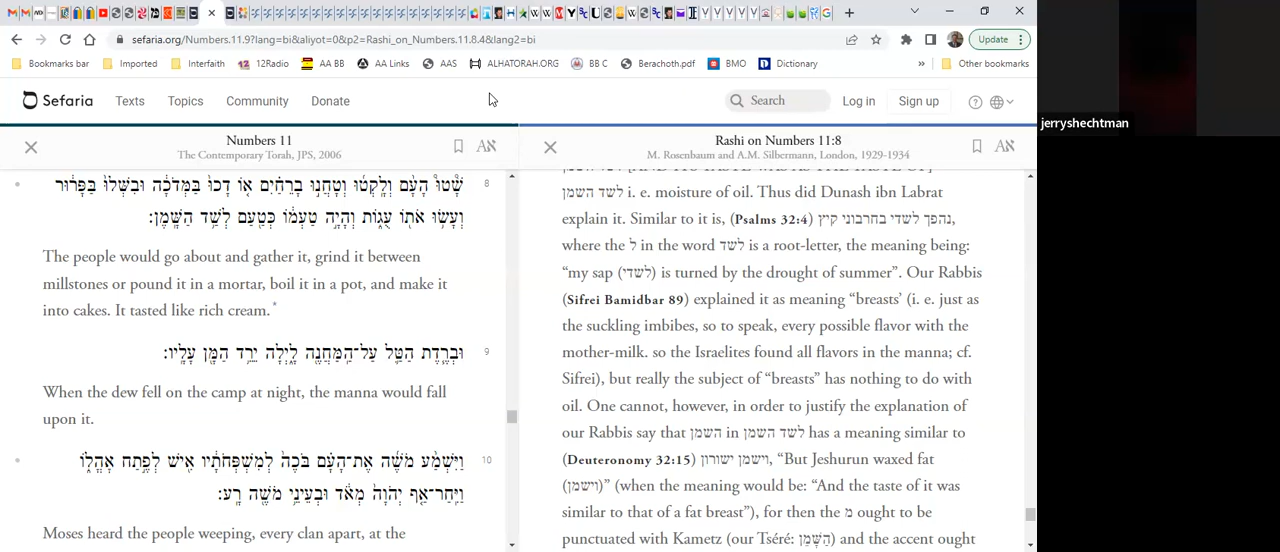 sefaria.org/Numbers.11.9?lang=bi&aliyot=0&p2=Rashi_on_Numbers.11.8.4&lang2=bi
Update
Bookmarks bar
Imported
Interfaith
12Radio
AA BB
AA Links
AAS
ALHATORAH.ORG
BB C
Berachoth.pdf
BMO
Dictionary
»
Other bookmarks
Sefaria
Texts
Topics
Community
Donate
Search
Log in
Sign up
jerryshechtman
Numbers 11
The Contemporary Torah, JPS, 2006
8
שָׁ֩טוּ֩ הָעָ֨ם וְלָֽקְט֜וּ וְטָחֲנ֣וּ בָרֵחַ֗יִם א֤וֹ דָכוּ֙ בַּמְּדֹכָ֔ה וּבִשְּׁלוּ֙ בַּפָּר֔וּר
וְעָשׂ֥וּ אֹת֖וֹ עֻג֑וֹת וְהָיָ֣ה טַעְמ֔וֹ כְּטַ֖עַם לְשַׁ֥ד הַשָּֽׁמֶן׃
The people would go about and gather it, grind it between
millstones or pound it in a mortar, boil it in a pot, and make it
into cakes. It tasted like rich cream.*
9
וּבְרֶ֧דֶת הַטַּ֛ל עַל־הַֽמַּחֲנֶ֖ה לָ֑יְלָה יֵרֵ֥ד הַמָּ֖ן עָלָֽיו׃
When the dew fell on the camp at night, the manna would fall
upon it.
10
וַיִּשְׁמַ֨ע מֹשֶׁ֜ה אֶת־הָעָ֗ם בֹּכֶה֙ לְמִשְׁפְּחֹתָ֔יו אִ֖ישׁ לְפֶ֣תַח אׇהֳל֑וֹ
וַיִּֽחַר־אַ֤ף יְהֹוָה֙ מְאֹ֔ד וּבְעֵינֵ֥י מֹשֶׁ֖ה רָֽע׃
Moses heard the people weeping, every clan apart, at the
Rashi on Numbers 11:8
M. Rosenbaum and A.M. Silbermann, London, 1929-1934
לשד השמן i. e. moisture of oil. Thus did Dunash ibn Labrat
explain it. Similar to it is, (Psalms 32:4) נהפך לשדי בחרבוני קיץ,
where the ל in the word לשד is a root-letter, the meaning being:
“my sap (לשדי) is turned by the drought of summer”. Our Rabbis
(Sifrei Bamidbar 89) explained it as meaning “breasts’ (i. e. just as
the suckling imbibes, so to speak, every possible flavor with the
mother-milk. so the Israelites found all flavors in the manna; cf.
Sifrei), but really the subject of “breasts” has nothing to do with
oil. One cannot, however, in order to justify the explanation of
our Rabbis say that השמן in לשד השמן has a meaning similar to
(Deuteronomy 32:15) וישמן ישורון, “But Jeshurun waxed fat
(וישמן)” (when the meaning would be: “And the taste of it was
similar to that of a fat breast”), for then the מ ought to be
punctuated with Kametz (our Tséré: הַשָּׁמֵן) and the accent ought